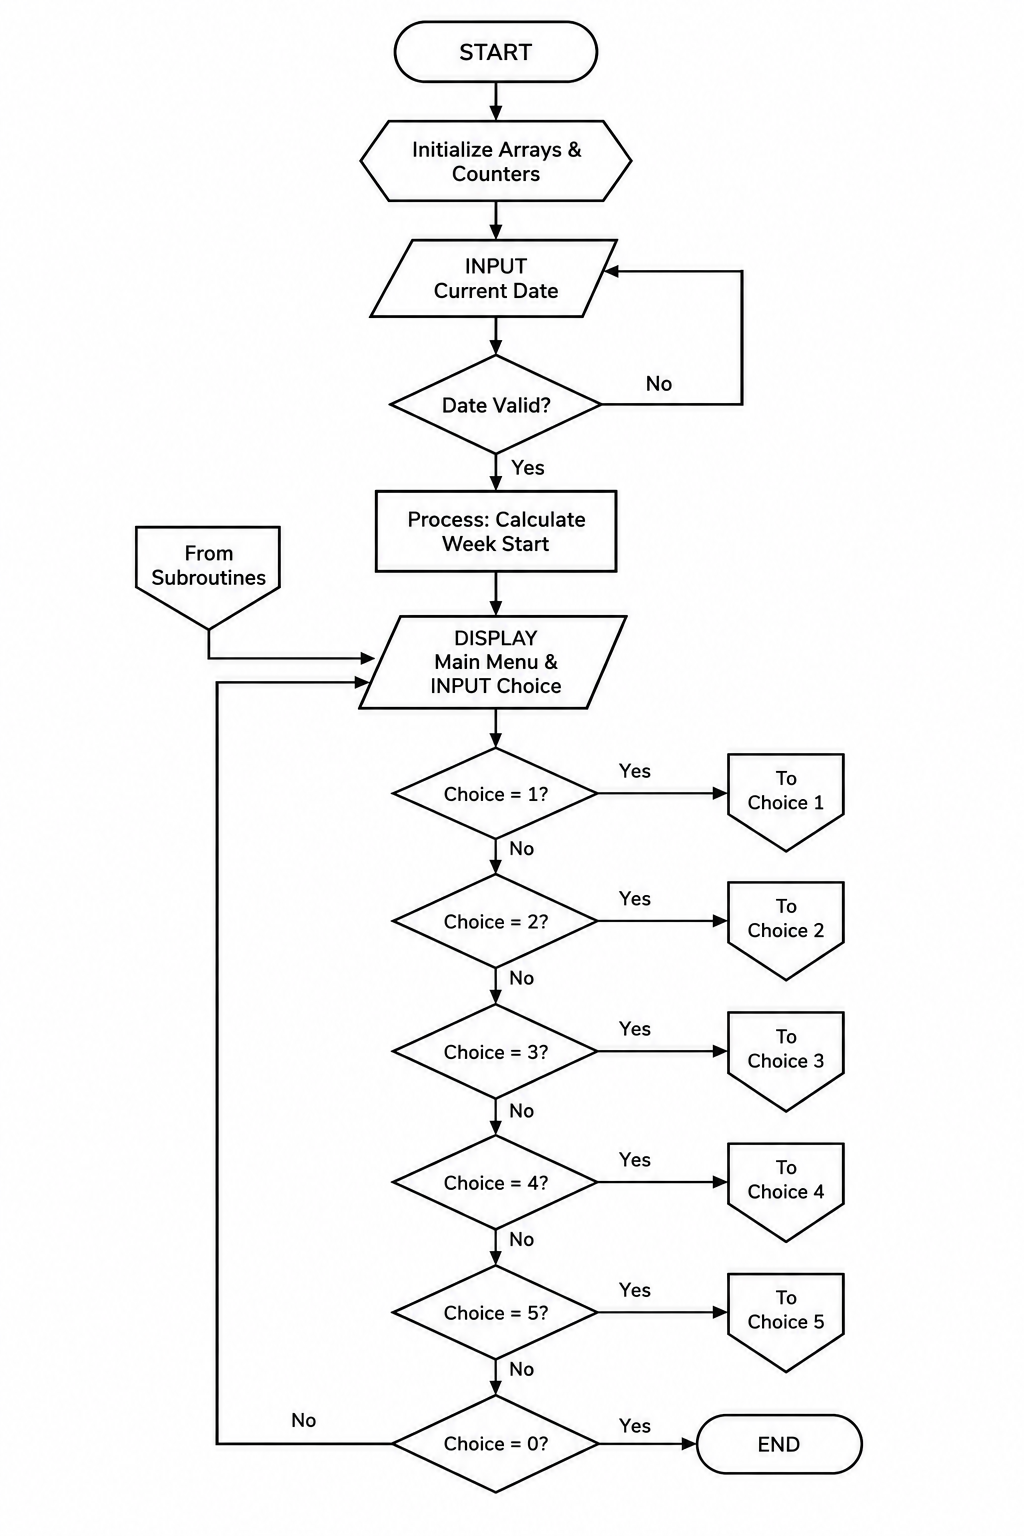 START
Initialize Arrays &
Counters
INPUT
Current Date
No
Date Valid?
Yes
Process: Calculate
Week Start
From
Subroutines
DISPLAY
Main Menu &
INPUT Choice
Choice = 1?
Yes
To
Choice 1
No
Choice = 2?
Yes
To
Choice 2
No
Choice = 3?
Yes
To
Choice 3
No
Choice = 4?
Yes
To
Choice 4
No
Choice = 5?
Yes
To
Choice 5
No
No
Choice = 0?
Yes
END